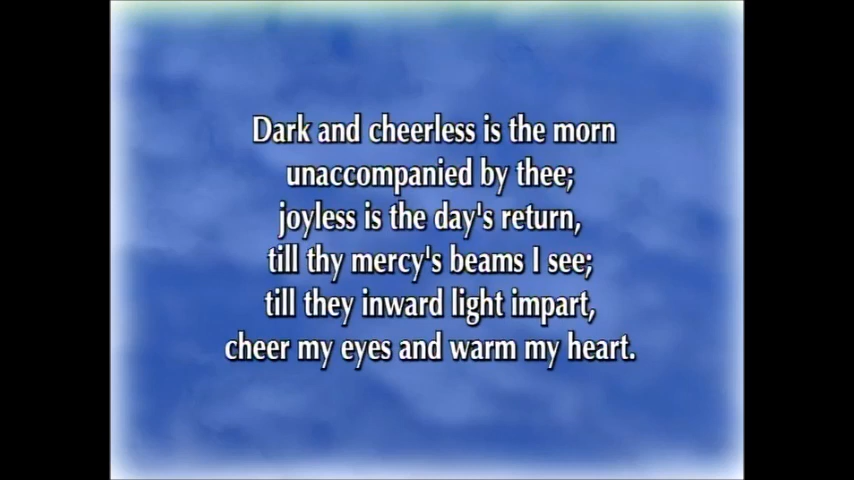 Dark and cheerless is the morn
unaccompanied by thee;
joyless is the day's return,
till thy mercy's beams I see;
till they inward light impart,
cheer my eyes and warm my heart.